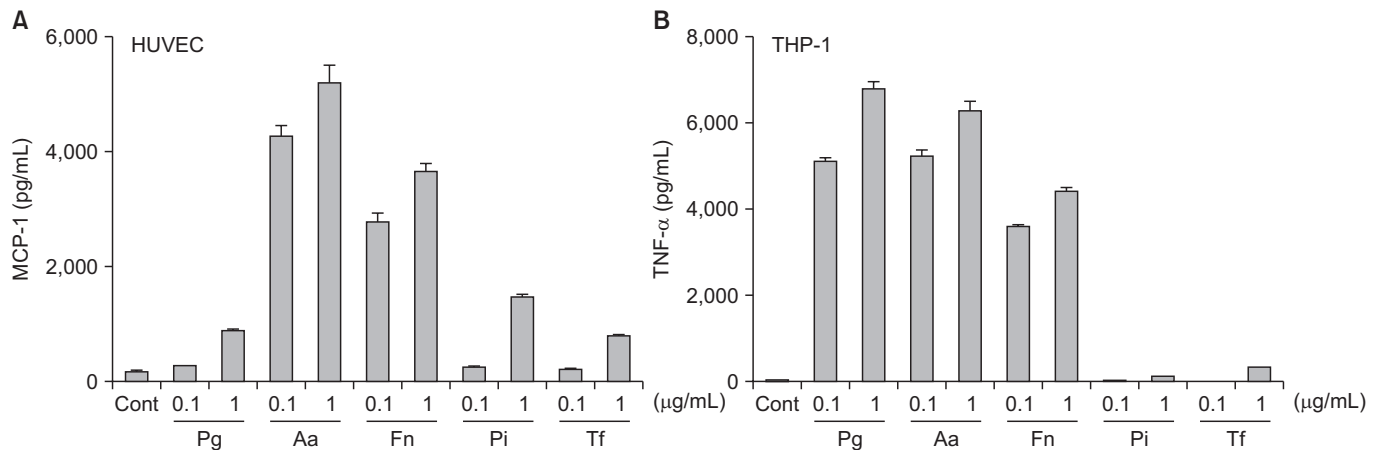 A
HUVEC
MCP-1 (pg/mL)
6,000
4,000
2,000
0
Cont 0.1 1 0.1 1 0.1 1 0.1 1 0.1 1 (μg/mL)
Pg Aa Fn Pi Tf
B
THP-1
TNF-α (pg/mL)
8,000
6,000
4,000
2,000
0
Cont 0.1 1 0.1 1 0.1 1 0.1 1 0.1 1 (μg/mL)
Pg Aa Fn Pi Tf